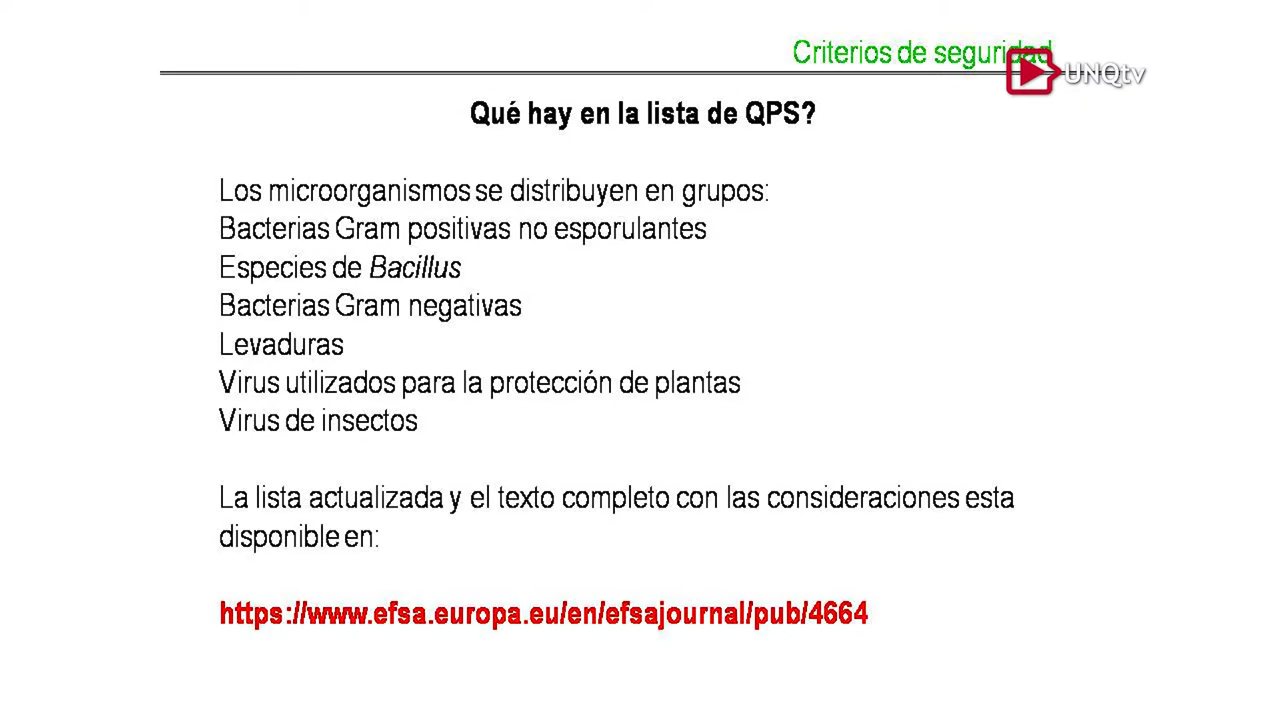 Criterios de seguridad
UNQtv
Qué hay en la lista de QPS?
Los microorganismos se distribuyen en grupos:
Bacterias Gram positivas no esporulantes
Especies de Bacillus
Bacterias Gram negativas
Levaduras
Virus utilizados para la protección de plantas
Virus de insectos
La lista actualizada y el texto completo con las consideraciones esta
disponible en:
https://www.efsa.europa.eu/en/efsajournal/pub/4664